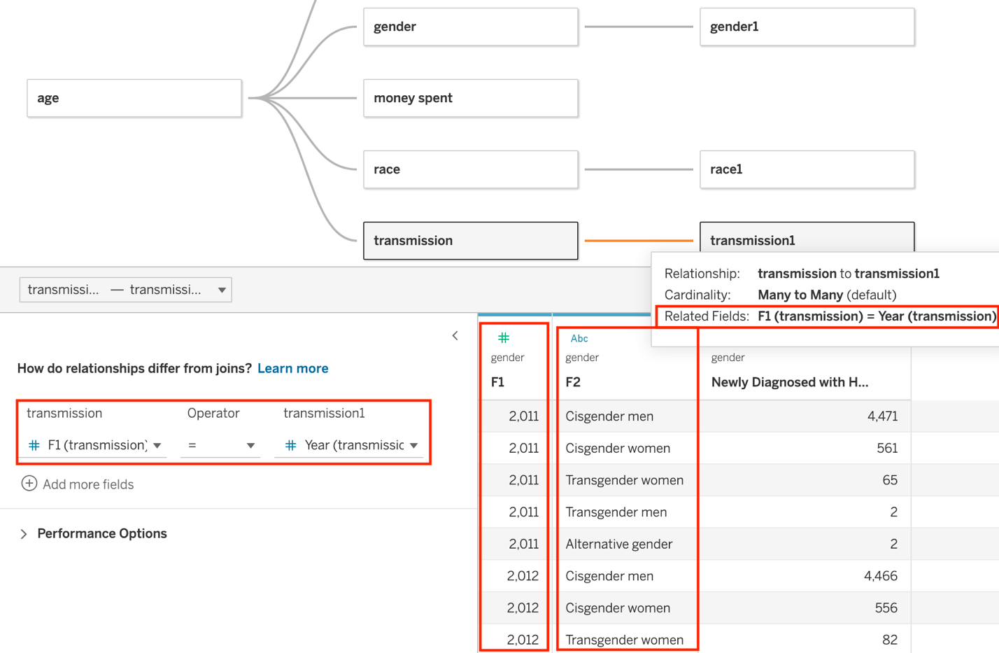 gender
gender1
age
money spent
race
race1
transmission
transmission1
transmissi... — transmissi...
Relationship: transmission to transmission1
Cardinality: Many to Many (default)
Related Fields: F1 (transmission) = Year (transmission)
How do relationships differ from joins? Learn more
transmission Operator transmission1
# F1 (transmission) = # Year (transmissic
Add more fields
Performance Options
# Abc
gender gender gender
F1 F2 Newly Diagnosed with H...
2,011 Cisgender men 4,471
2,011 Cisgender women 561
2,011 Transgender women 65
2,011 Transgender men 2
2,011 Alternative gender 2
2,012 Cisgender men 4,466
2,012 Cisgender women 556
2,012 Transgender women 82